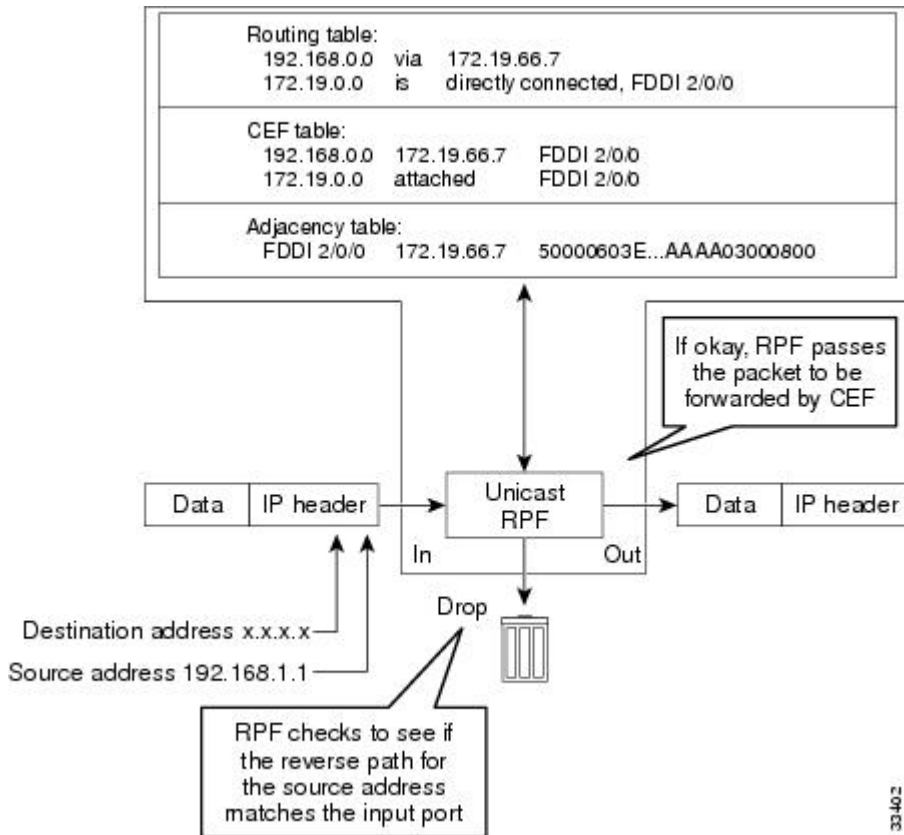 Routing table:
192.168.0.0 via 172.19.66.7
172.19.0.0 is directly connected, FDDI 2/0/0
CEF table:
192.168.0.0 172.19.66.7 FDDI 2/0/0
172.19.0.0 attached FDDI 2/0/0
Adjacency table:
FDDI 2/0/0 172.19.66.7 50000603E...AAAA03000800
If okay, RPF passes
the packet to be
forwarded by CEF
Data IP header
Unicast
RPF
Data IP header
In Out
Drop
Destination address x.x.x.x
Source address 192.168.1.1
RPF checks to see if
the reverse path for
the source address
matches the input port
33402